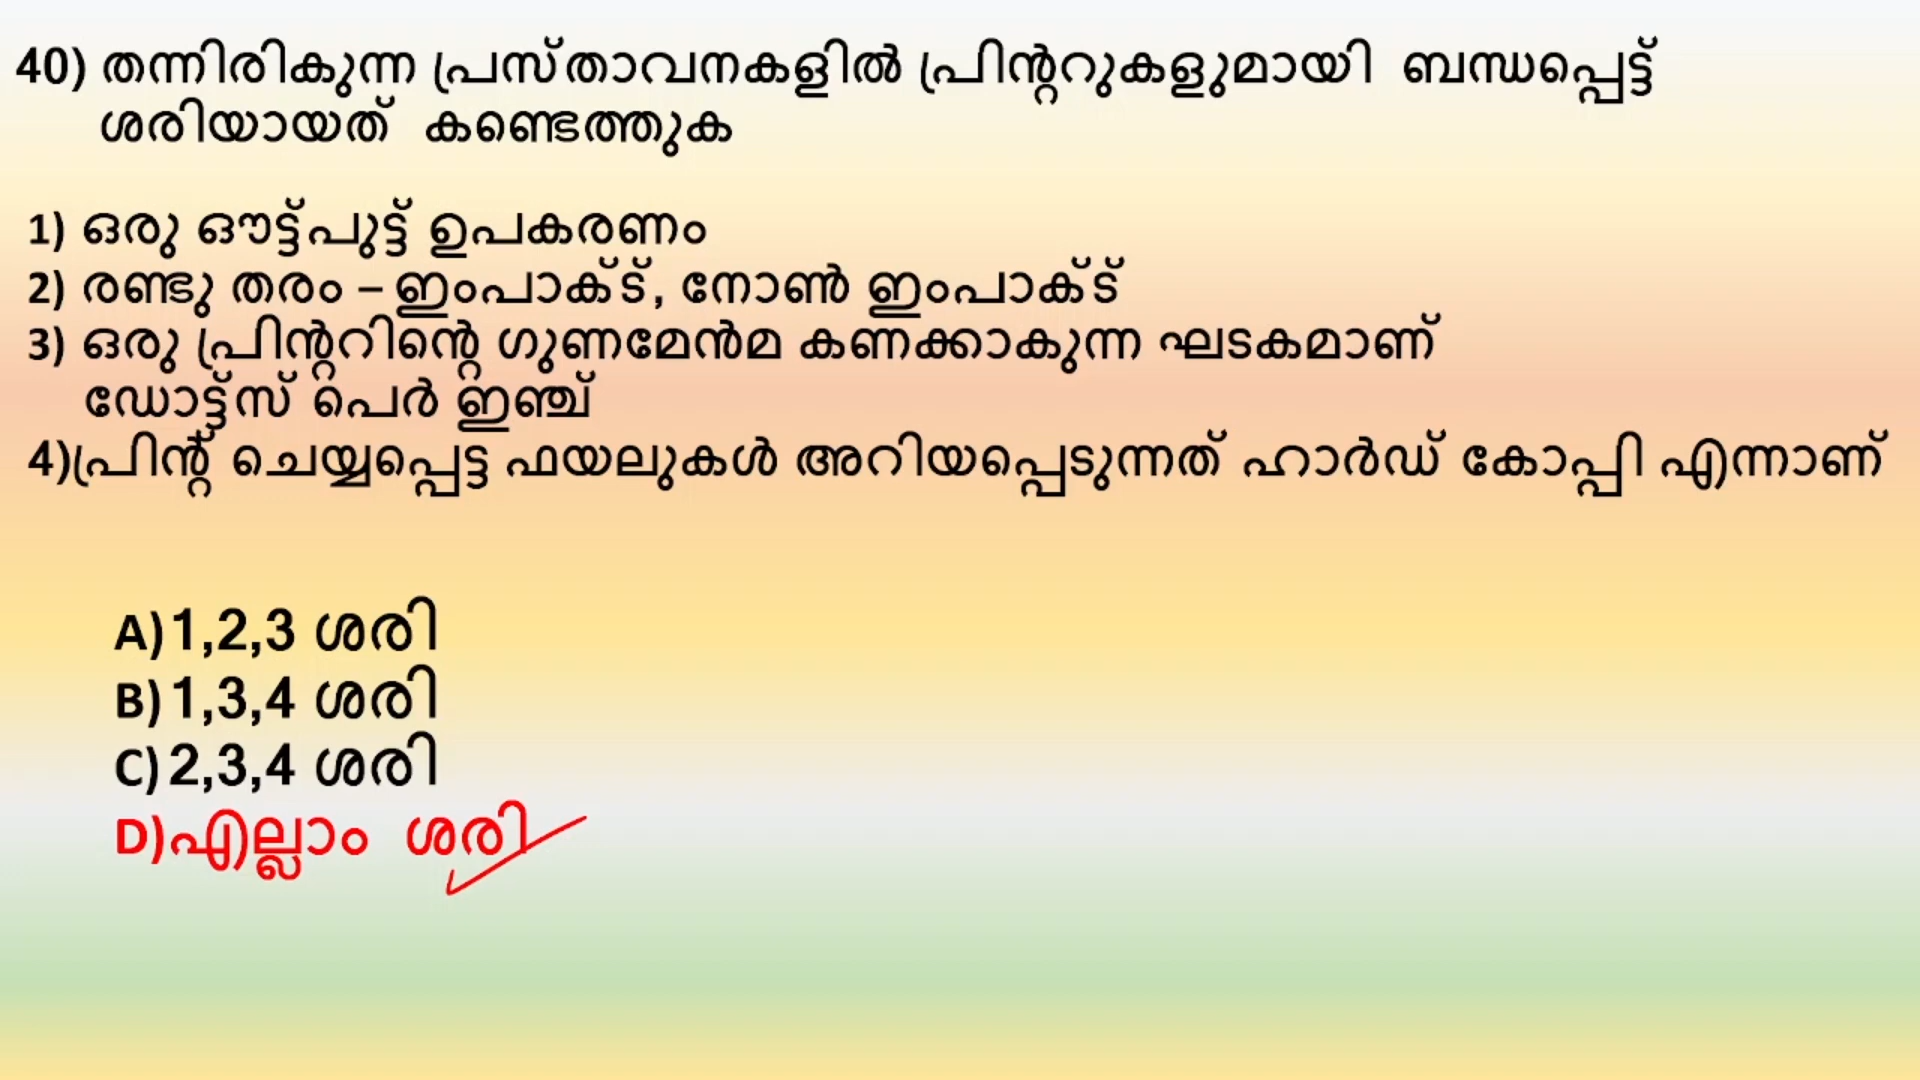 40) തന്നിരികുന്ന പ്രസ്താവനകളിൽ പ്രിന്ററുകളുമായി ബന്ധപ്പെട്ട്
ശരിയായത് കണ്ടെത്തുക
1) ഒരു ഔട്ട്പുട്ട് ഉപകരണം
2) രണ്ടു തരം – ഇംപാക്ട്, നോൺ ഇംപാക്ട്
3) ഒരു പ്രിന്ററിന്റെ ഗുണമേൻമ കണക്കാകുന്ന ഘടകമാണ്
ഡോട്ട്സ് പെർ ഇഞ്ച്
4)പ്രിന്റ് ചെയ്യപ്പെട്ട ഫയലുകൾ അറിയപ്പെടുന്നത് ഹാർഡ് കോപ്പി എന്നാണ്
A)1,2,3 ശരി
B)1,3,4 ശരി
C)2,3,4 ശരി
D)എല്ലാം ശരി